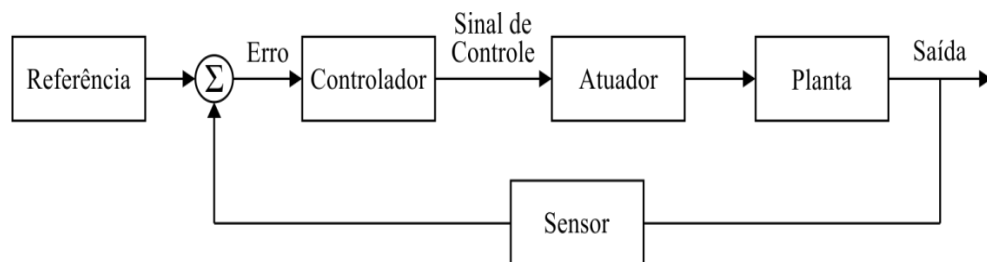 Referência
Σ
Erro
Controlador
Sinal de
Controle
Atuador
Planta
Saída
Sensor